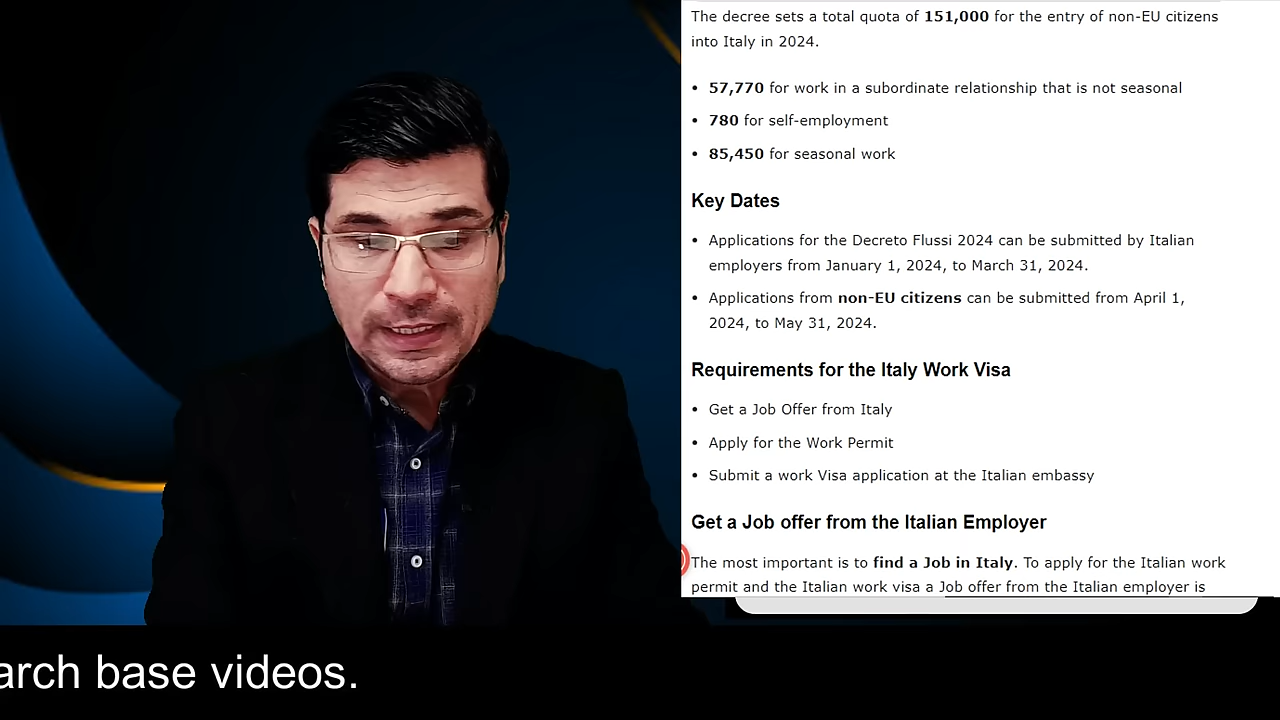 The decree sets a total quota of 151,000 for the entry of non-EU citizens
into Italy in 2024.
• 57,770 for work in a subordinate relationship that is not seasonal
• 780 for self-employment
• 85,450 for seasonal work
Key Dates
• Applications for the Decreto Flussi 2024 can be submitted by Italian
employers from January 1, 2024, to March 31, 2024.
• Applications from non-EU citizens can be submitted from April 1,
2024, to May 31, 2024.
Requirements for the Italy Work Visa
• Get a Job Offer from Italy
• Apply for the Work Permit
• Submit a work Visa application at the Italian embassy
Get a Job offer from the Italian Employer
The most important is to find a Job in Italy. To apply for the Italian work
permit and the Italian work visa a Job offer from the Italian employer is
arch base videos.